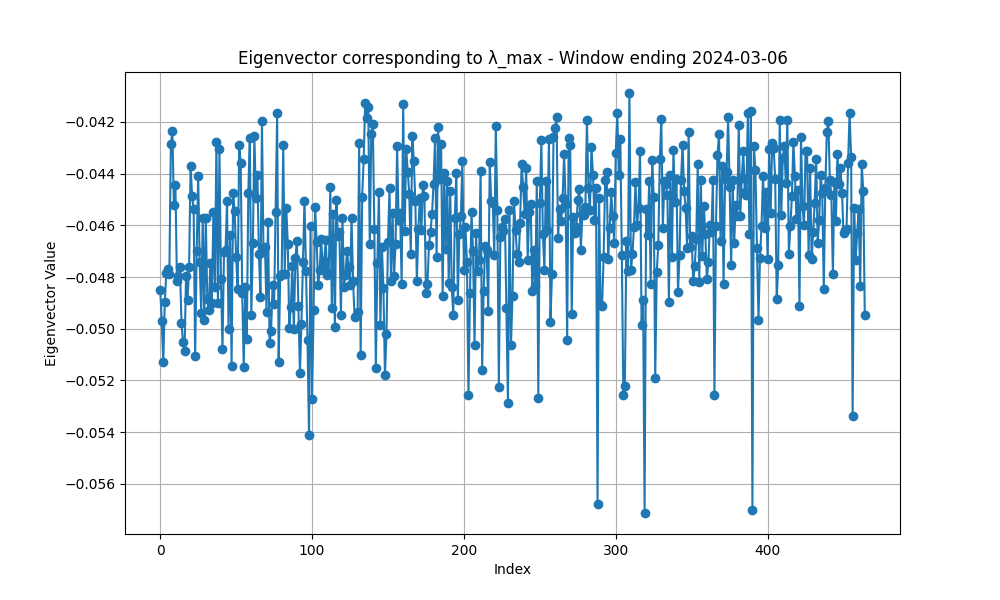 Eigenvector corresponding to λ_max - Window ending 2024-03-06
Eigenvector Value
−0.042
−0.044
−0.046
−0.048
−0.050
−0.052
−0.054
−0.056
0 100 200 300 400
Index